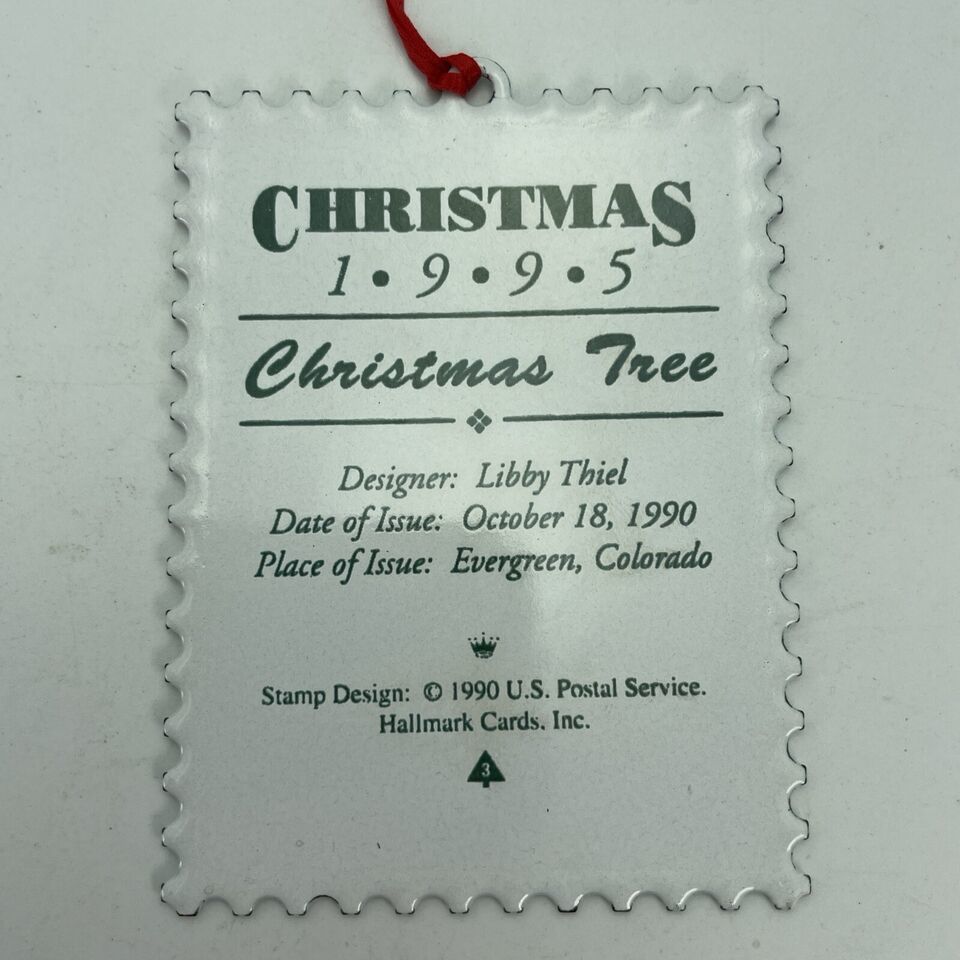 CHRISTMAS
1•9•9•5
Christmas Tree
Designer: Libby Thiel
Date of Issue: October 18, 1990
Place of Issue: Evergreen, Colorado
Stamp Design: © 1990 U.S. Postal Service.
Hallmark Cards, Inc.
3